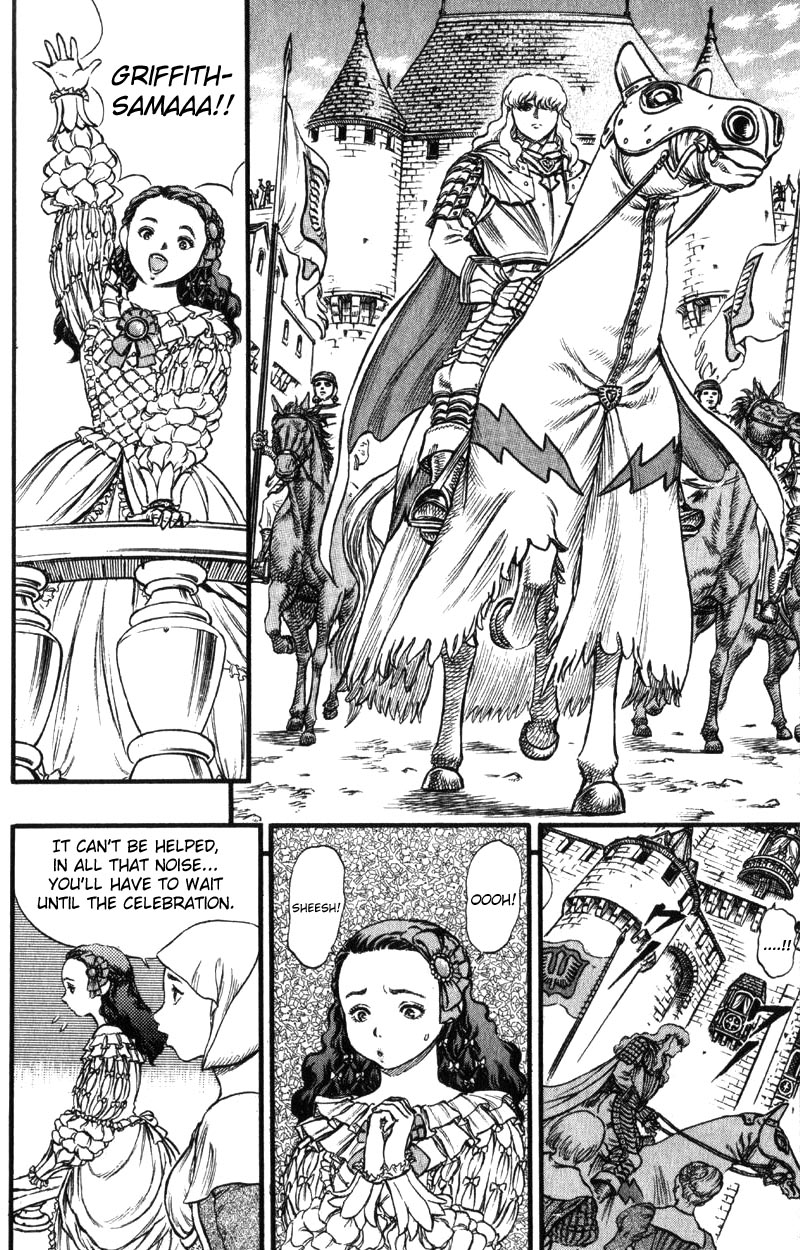 GRIFFITH-
SAMAAA!!
....!!
OOOH!
SHEESH!
IT CAN'T BE HELPED,
IN ALL THAT NOISE...
YOU'LL HAVE TO WAIT
UNTIL THE CELEBRATION.